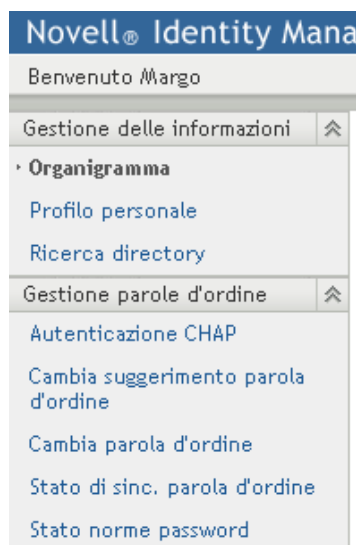 Novell® Identity Mana
Benvenuto Margo
Gestione delle informazioni
Organigramma
Profilo personale
Ricerca directory
Gestione parole d'ordine
Autenticazione CHAP
Cambia suggerimento parola
d'ordine
Cambia parola d'ordine
Stato di sinc. parola d'ordine
Stato norme password